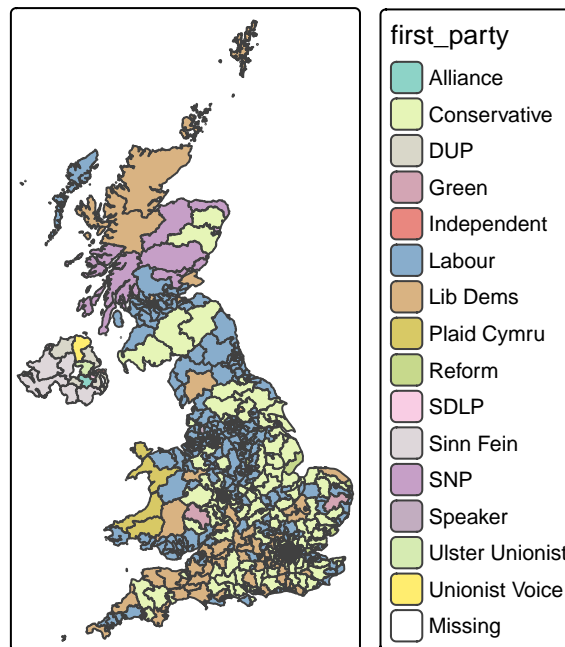 first_party
Alliance
Conservative
DUP
Green
Independent
Labour
Lib Dems
Plaid Cymru
Reform
SDLP
Sinn Fein
SNP
Speaker
Ulster Unionist
Unionist Voice
Missing